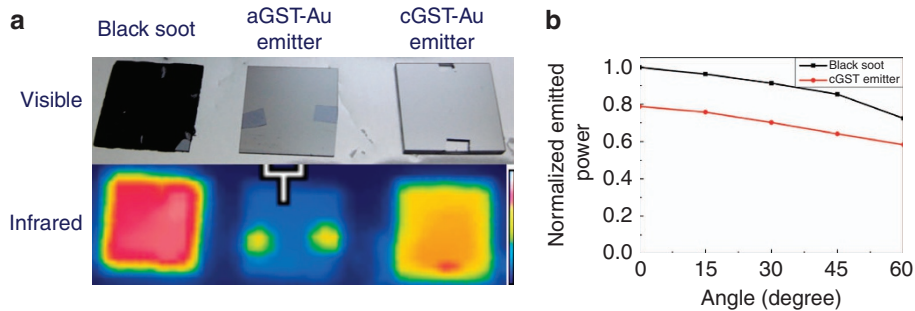 a
Black soot
aGST-Au
emitter
cGST-Au
emitter
Visible
Infrared
b
Normalized emitted
power
1.0
0.8
0.6
0.4
0.2
0.0
Black soot
cGST emitter
0 15 30 45 60
Angle (degree)